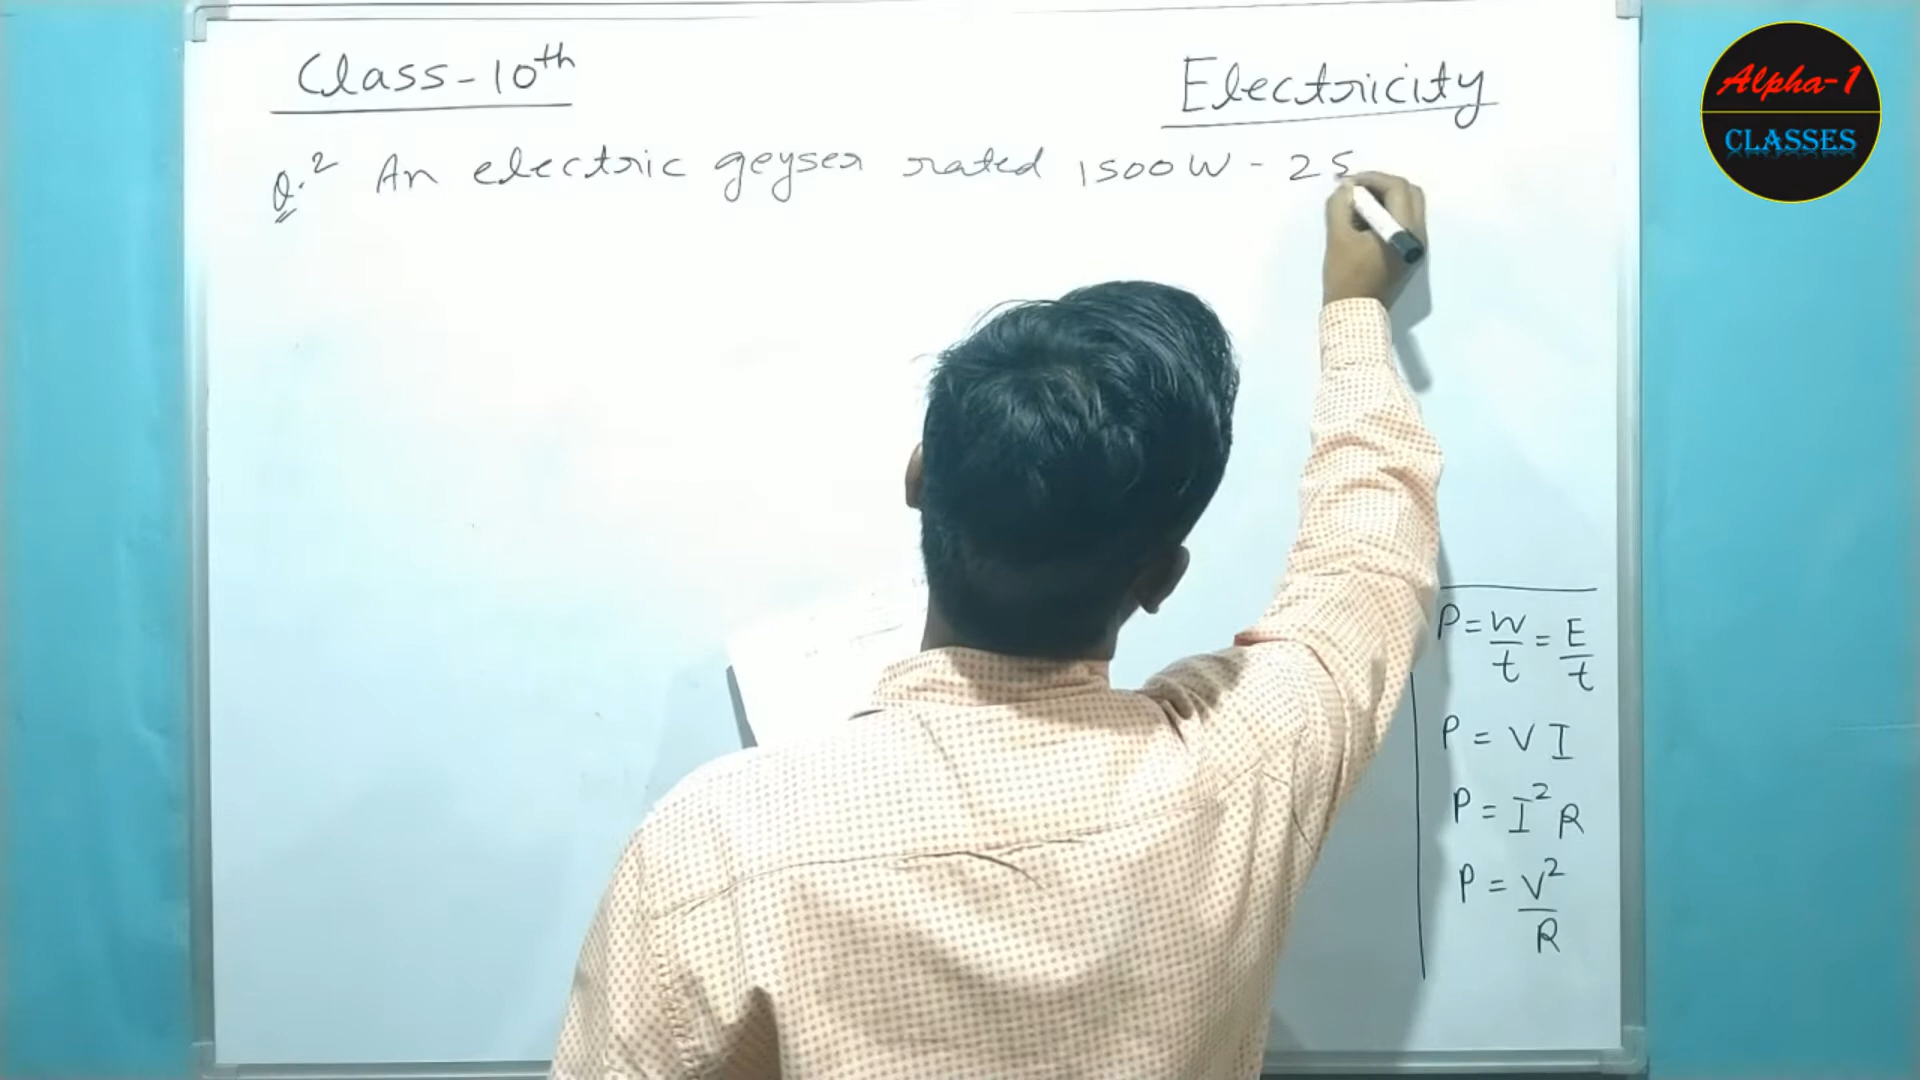 Class-10th
Electricity
Alpha-1
CLASSES
Q.2 An electric geyser rated 1500W - 25
P = W/t = E/t
P = VI
P = I²R
P = V²/R